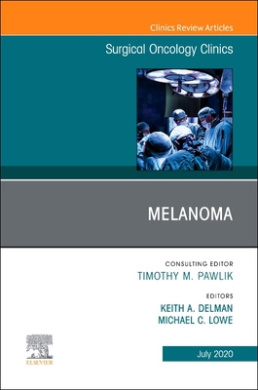 Clinics Review Articles
Surgical Oncology Clinics
MELANOMA
CONSULTING EDITOR
TIMOTHY M. PAWLIK
EDITORS
KEITH A. DELMAN
MICHAEL C. LOWE
ELSEVIER
July 2020